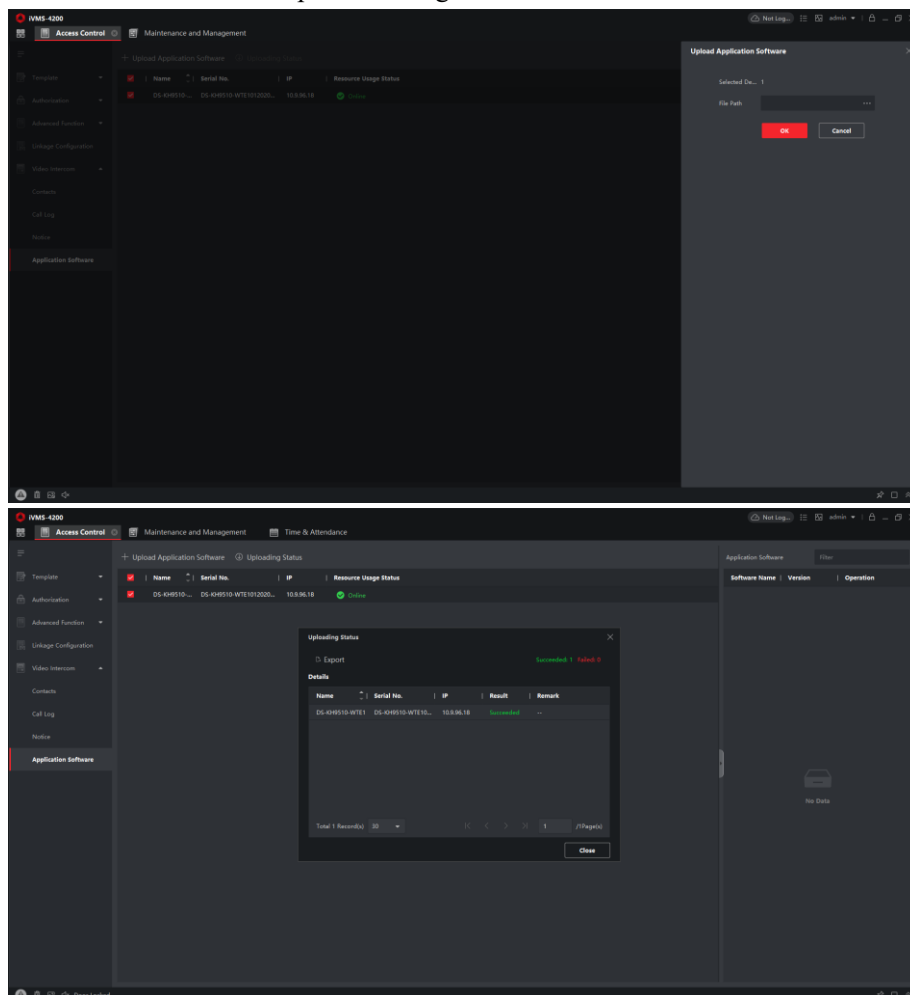 iVMS-4200
Not Log...
admin
Access Control
Maintenance and Management
Upload Application Software
Upload Application Software
Uploading Status
Selected De... 1
Template
Name
Serial No.
IP
Resource Usage Status
Authorization
DS-KH9510-...
DS-KH9510-WTE1012020...
10.9.96.18
Online
File Path
...
Advanced Function
OK
Cancel
Linkage Configuration
Video Intercom
Contacts
Call Log
Notice
Application Software
iVMS-4200
Not Log...
admin
Access Control
Maintenance and Management
Time & Attendance
+ Upload Application Software
Uploading Status
Application Software
Filter
Template
Name
Serial No.
IP
Resource Usage Status
Software Name
Version
Operation
Authorization
DS-KH9510-...
DS-KH9510-WTE1012020...
10.9.96.18
Online
Advanced Function
Linkage Configuration
Video Intercom
Contacts
Call Log
Notice
Application Software
Uploading Status
Export
Succeeded: 1 Failed: 0
Details
Name
Serial No.
IP
Result
Remark
DS-KH9510-WTE1
DS-KH9510-WTE10...
10.9.96.18
Succeeded
--
Total 1 Record(s)
30
1
/1Page(s)
Close
No Data